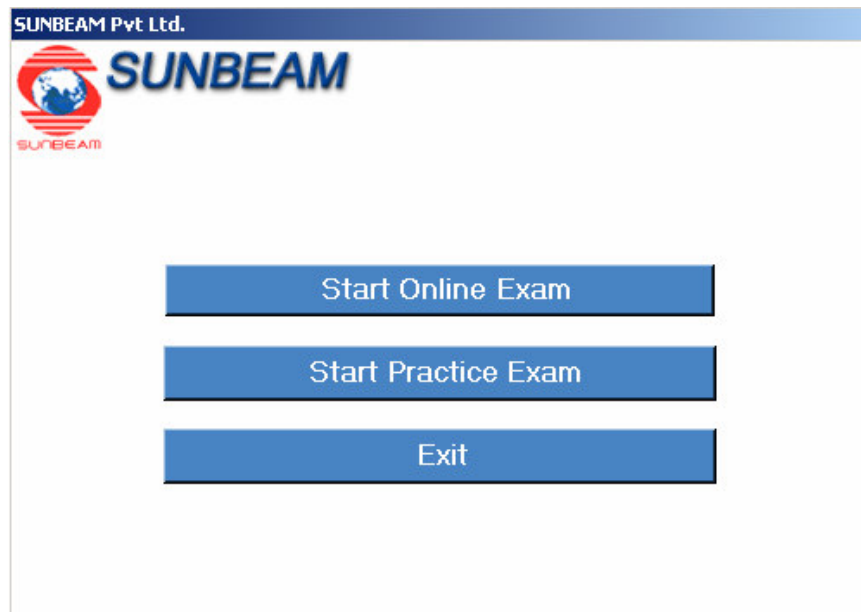 SUNBEAM Pvt Ltd.
SUNBEAM
SUNBEAM
Start Online Exam
Start Practice Exam
Exit